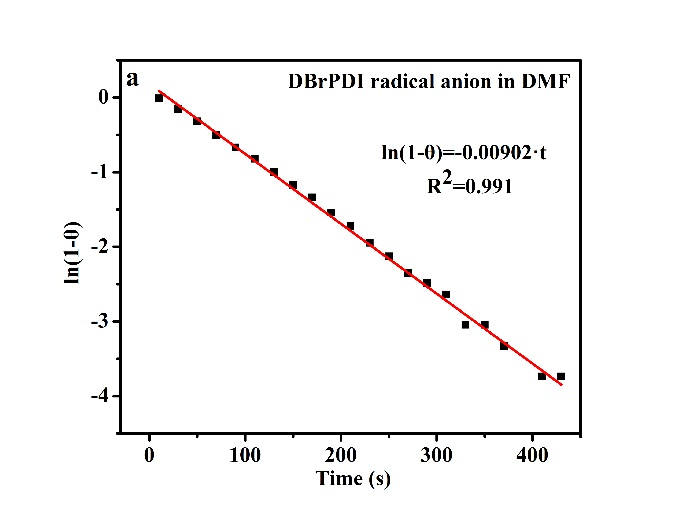 a
DBrPDI radical anion in DMF
ln(1-θ)=-0.00902·t
R²=0.991
ln(1-θ)
0
-1
-2
-3
-4
0 100 200 300 400
Time (s)